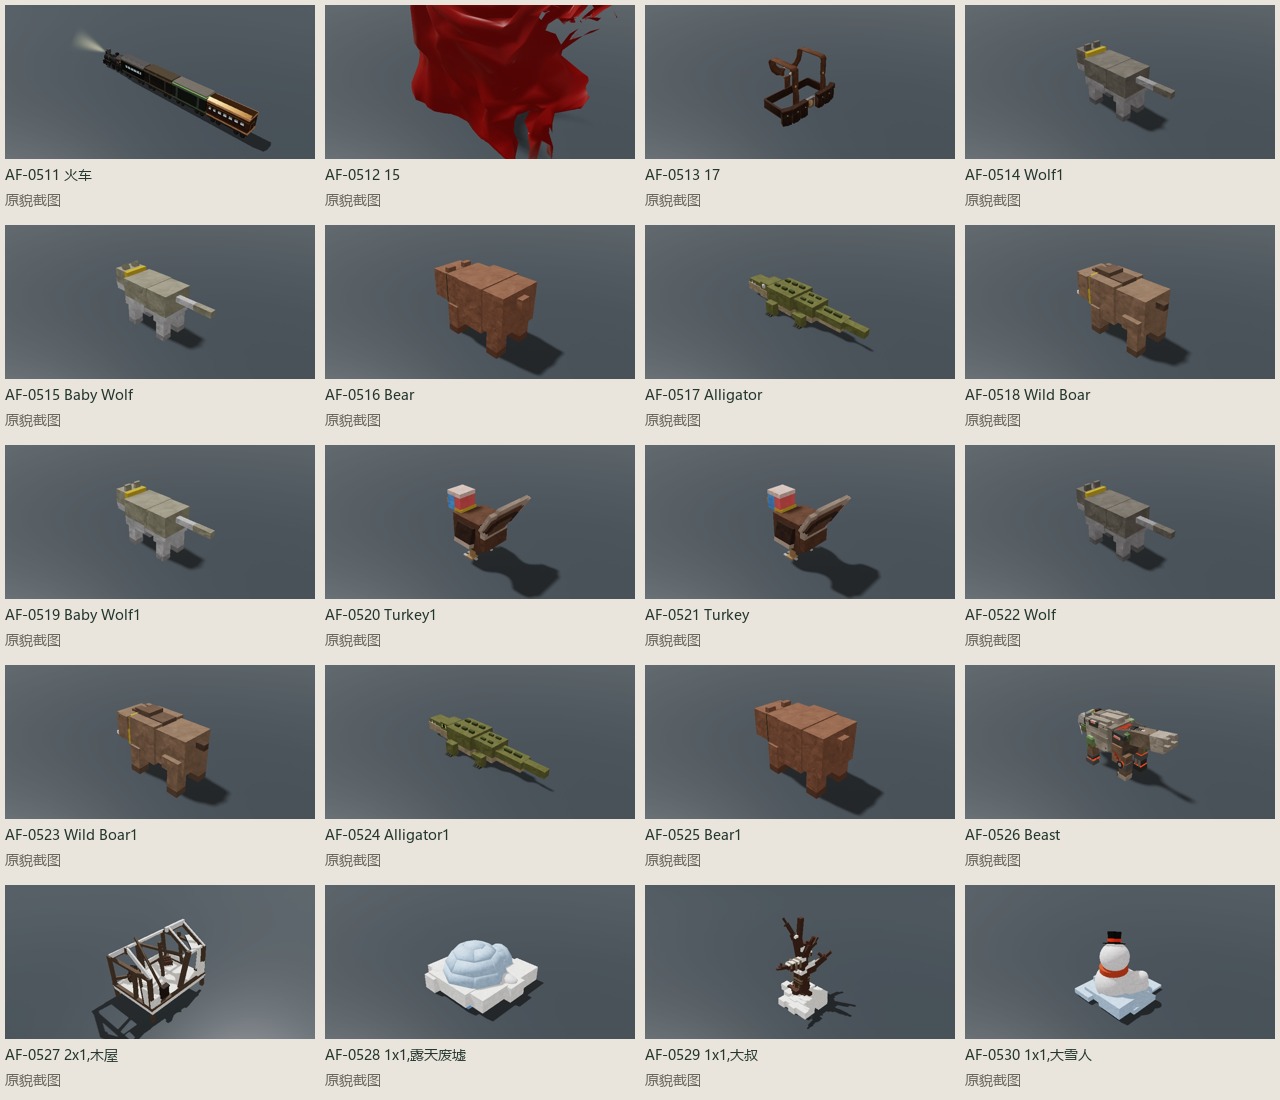 AF-0511 火车
AF-0512 15
AF-0513 17
AF-0514 Wolf1
原貌截图
原貌截图
原貌截图
原貌截图
AF-0515 Baby Wolf
AF-0516 Bear
AF-0517 Alligator
AF-0518 Wild Boar
原貌截图
原貌截图
原貌截图
原貌截图
AF-0519 Baby Wolf1
AF-0520 Turkey1
AF-0521 Turkey
AF-0522 Wolf
原貌截图
原貌截图
原貌截图
原貌截图
AF-0523 Wild Boar1
AF-0524 Alligator1
AF-0525 Bear1
AF-0526 Beast
原貌截图
原貌截图
原貌截图
原貌截图
AF-0527 2x1,木屋
AF-0528 1x1,露天废墟
AF-0529 1x1,大叔
AF-0530 1x1,大雪人
原貌截图
原貌截图
原貌截图
原貌截图